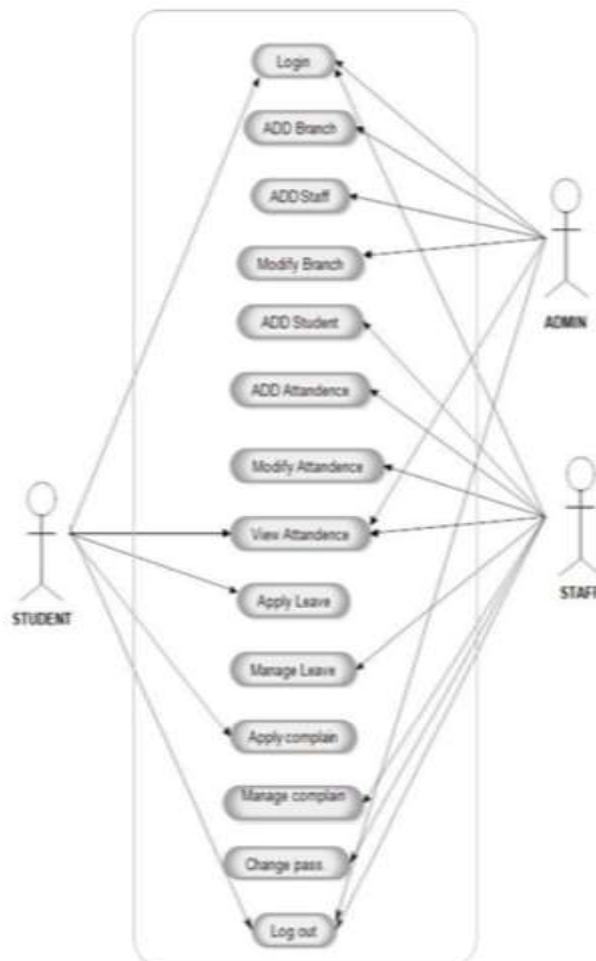 Login
ADD Branch
ADD Staff
Modify Branch
ADD Student
ADMIN
ADD Attandence
Modify Attandence
View Attandence
STUDENT
Apply Leave
STAFF
Manage Leave
Apply complain
Manage complain
Change pass.
Log out